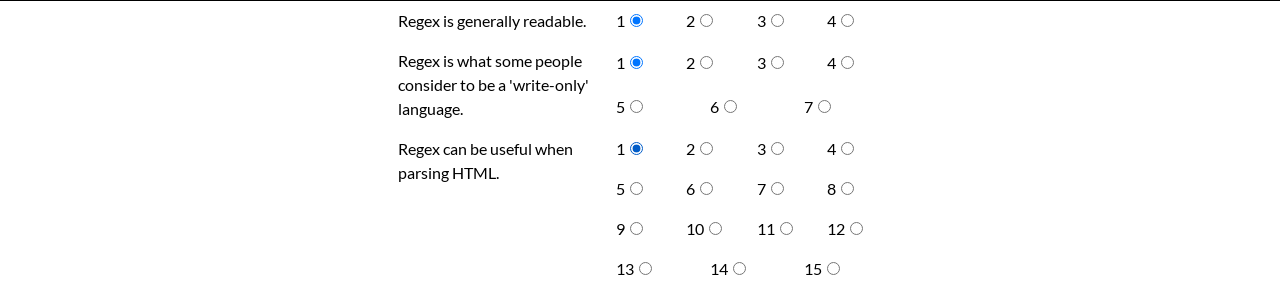 Regex is generally readable. 1 2 3 4
Regex is what some people 1 2 3 4
consider to be a 'write-only'
language. 5 6 7
Regex can be useful when 1 2 3 4
parsing HTML.
5 6 7 8
9 10 11 12
13 14 15